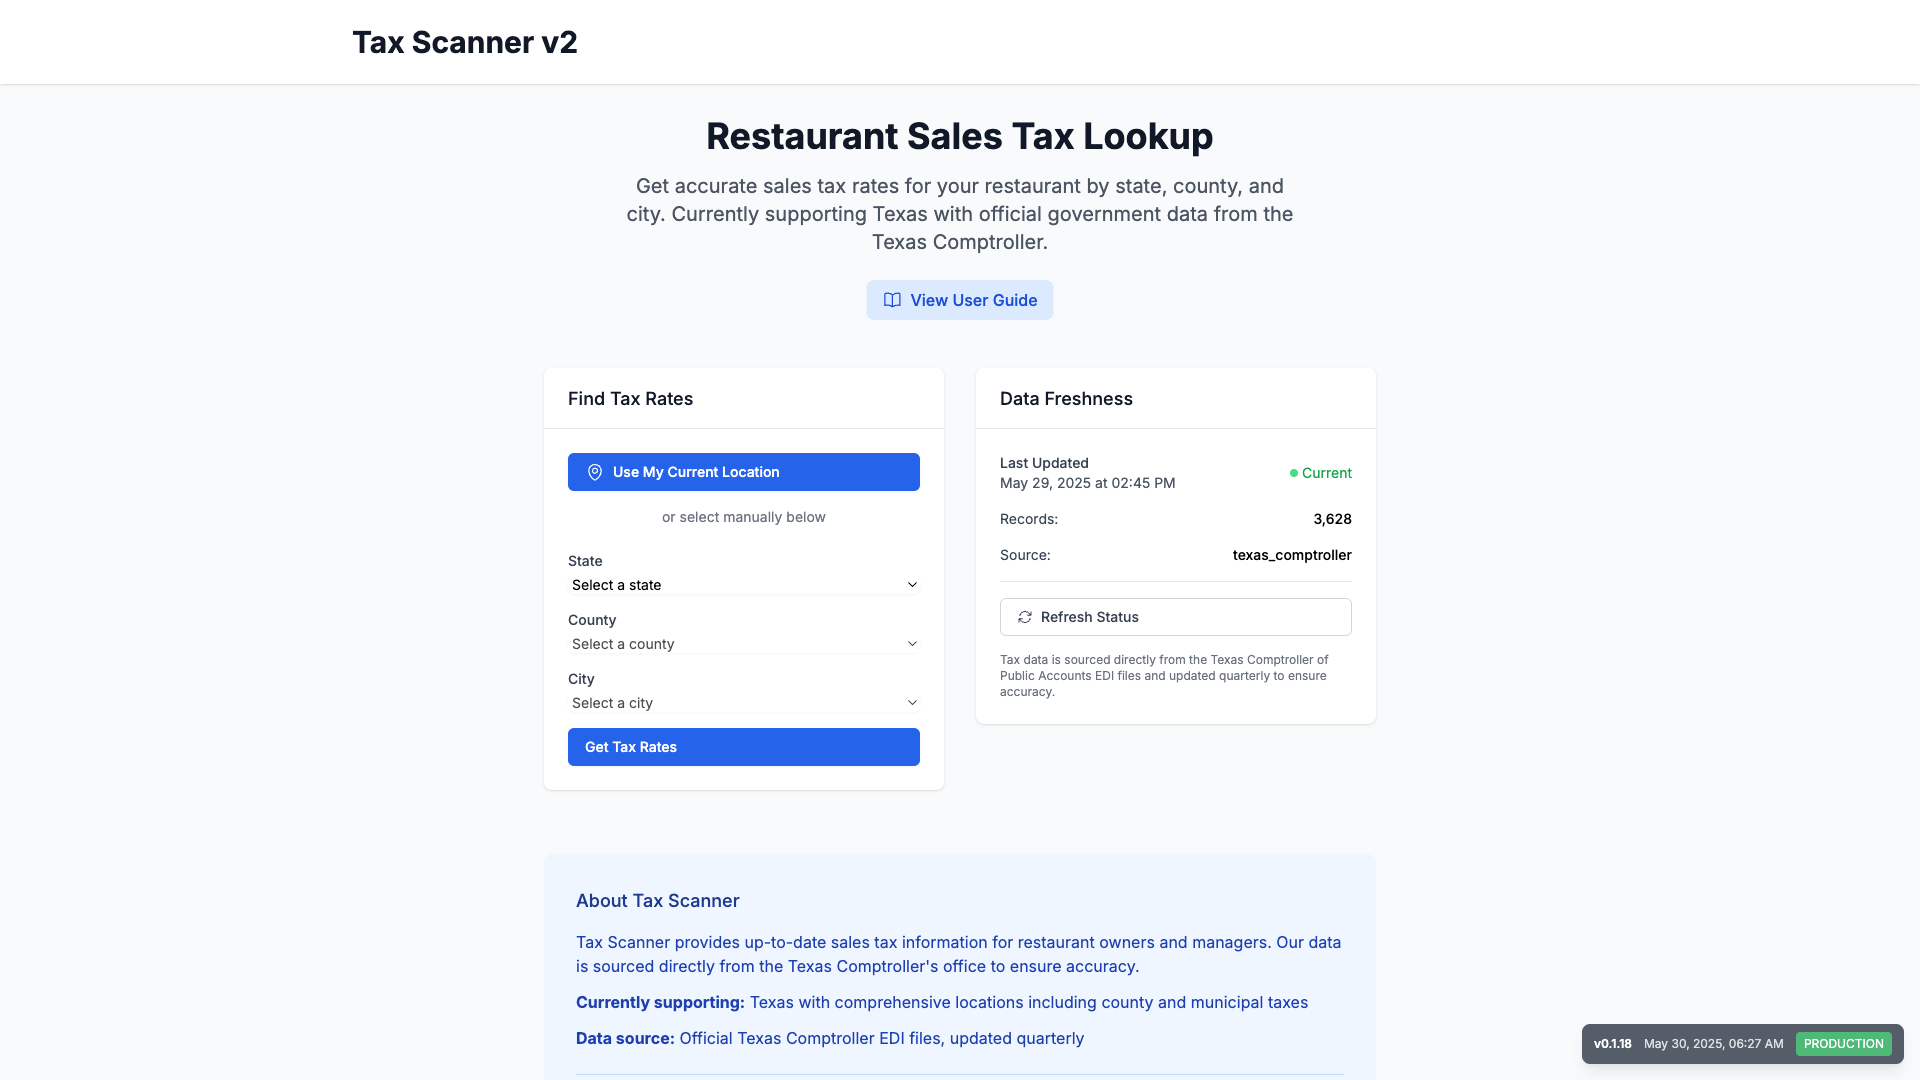 Tax Scanner v2
Restaurant Sales Tax Lookup
Get accurate sales tax rates for your restaurant by state, county, and
city. Currently supporting Texas with official government data from the
Texas Comptroller.
View User Guide
Find Tax Rates
Use My Current Location
or select manually below
State
Select a state
County
Select a county
City
Select a city
Get Tax Rates
Data Freshness
Last Updated
May 29, 2025 at 02:45 PM
Current
Records:
3,628
Source:
texas_comptroller
Refresh Status
Tax data is sourced directly from the Texas Comptroller of
Public Accounts EDI files and updated quarterly to ensure
accuracy.
About Tax Scanner
Tax Scanner provides up-to-date sales tax information for restaurant owners and managers. Our data
is sourced directly from the Texas Comptroller's office to ensure accuracy.
Currently supporting: Texas with comprehensive locations including county and municipal taxes
Data source: Official Texas Comptroller EDI files, updated quarterly
v0.1.18 May 30, 2025, 06:27 AM PRODUCTION